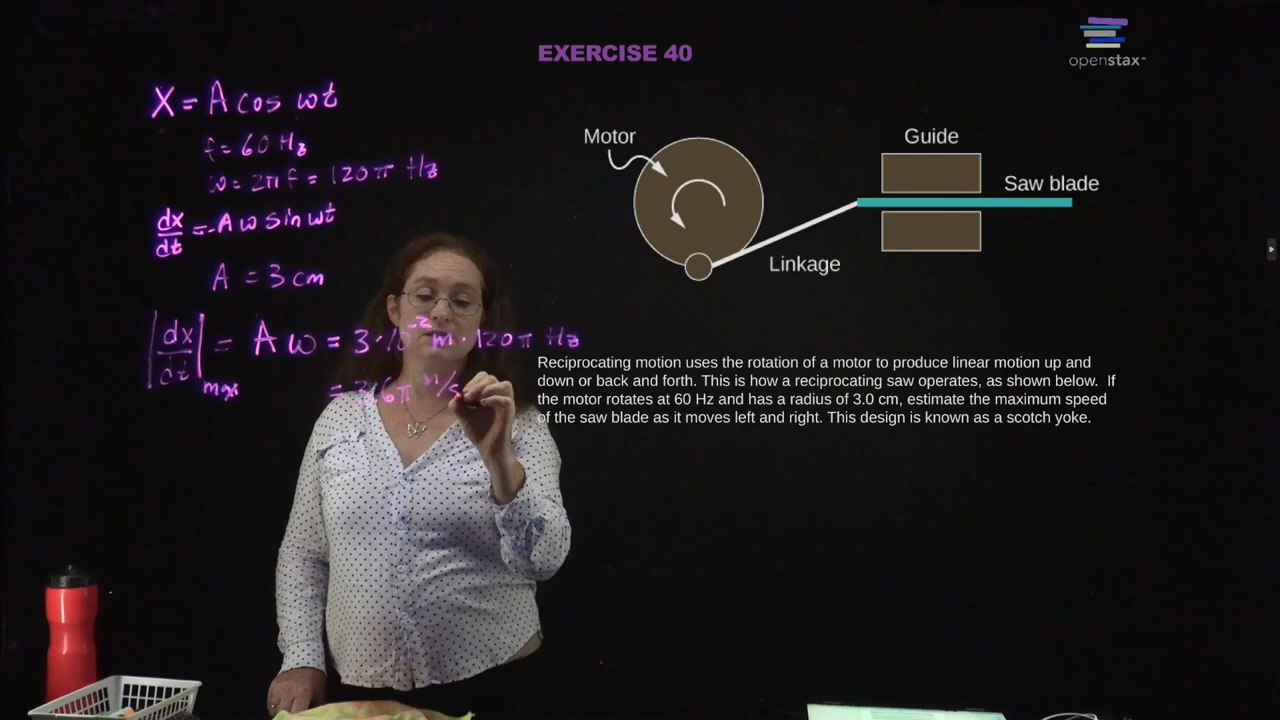 EXERCISE 40
openstax™
X = A cos ωt
f = 60 Hz
ω = 2πf = 120π Hz
dx/dt = -A ω sin ωt
A = 3 cm
|dx/dt|max = A ω = 3·10⁻² m · 120π Hz
= 3.6π m/s
Motor
Guide
Saw blade
Linkage
Reciprocating motion uses the rotation of a motor to produce linear motion up and
down or back and forth. This is how a reciprocating saw operates, as shown below. If
the motor rotates at 60 Hz and has a radius of 3.0 cm, estimate the maximum speed
of the saw blade as it moves left and right. This design is known as a scotch yoke.